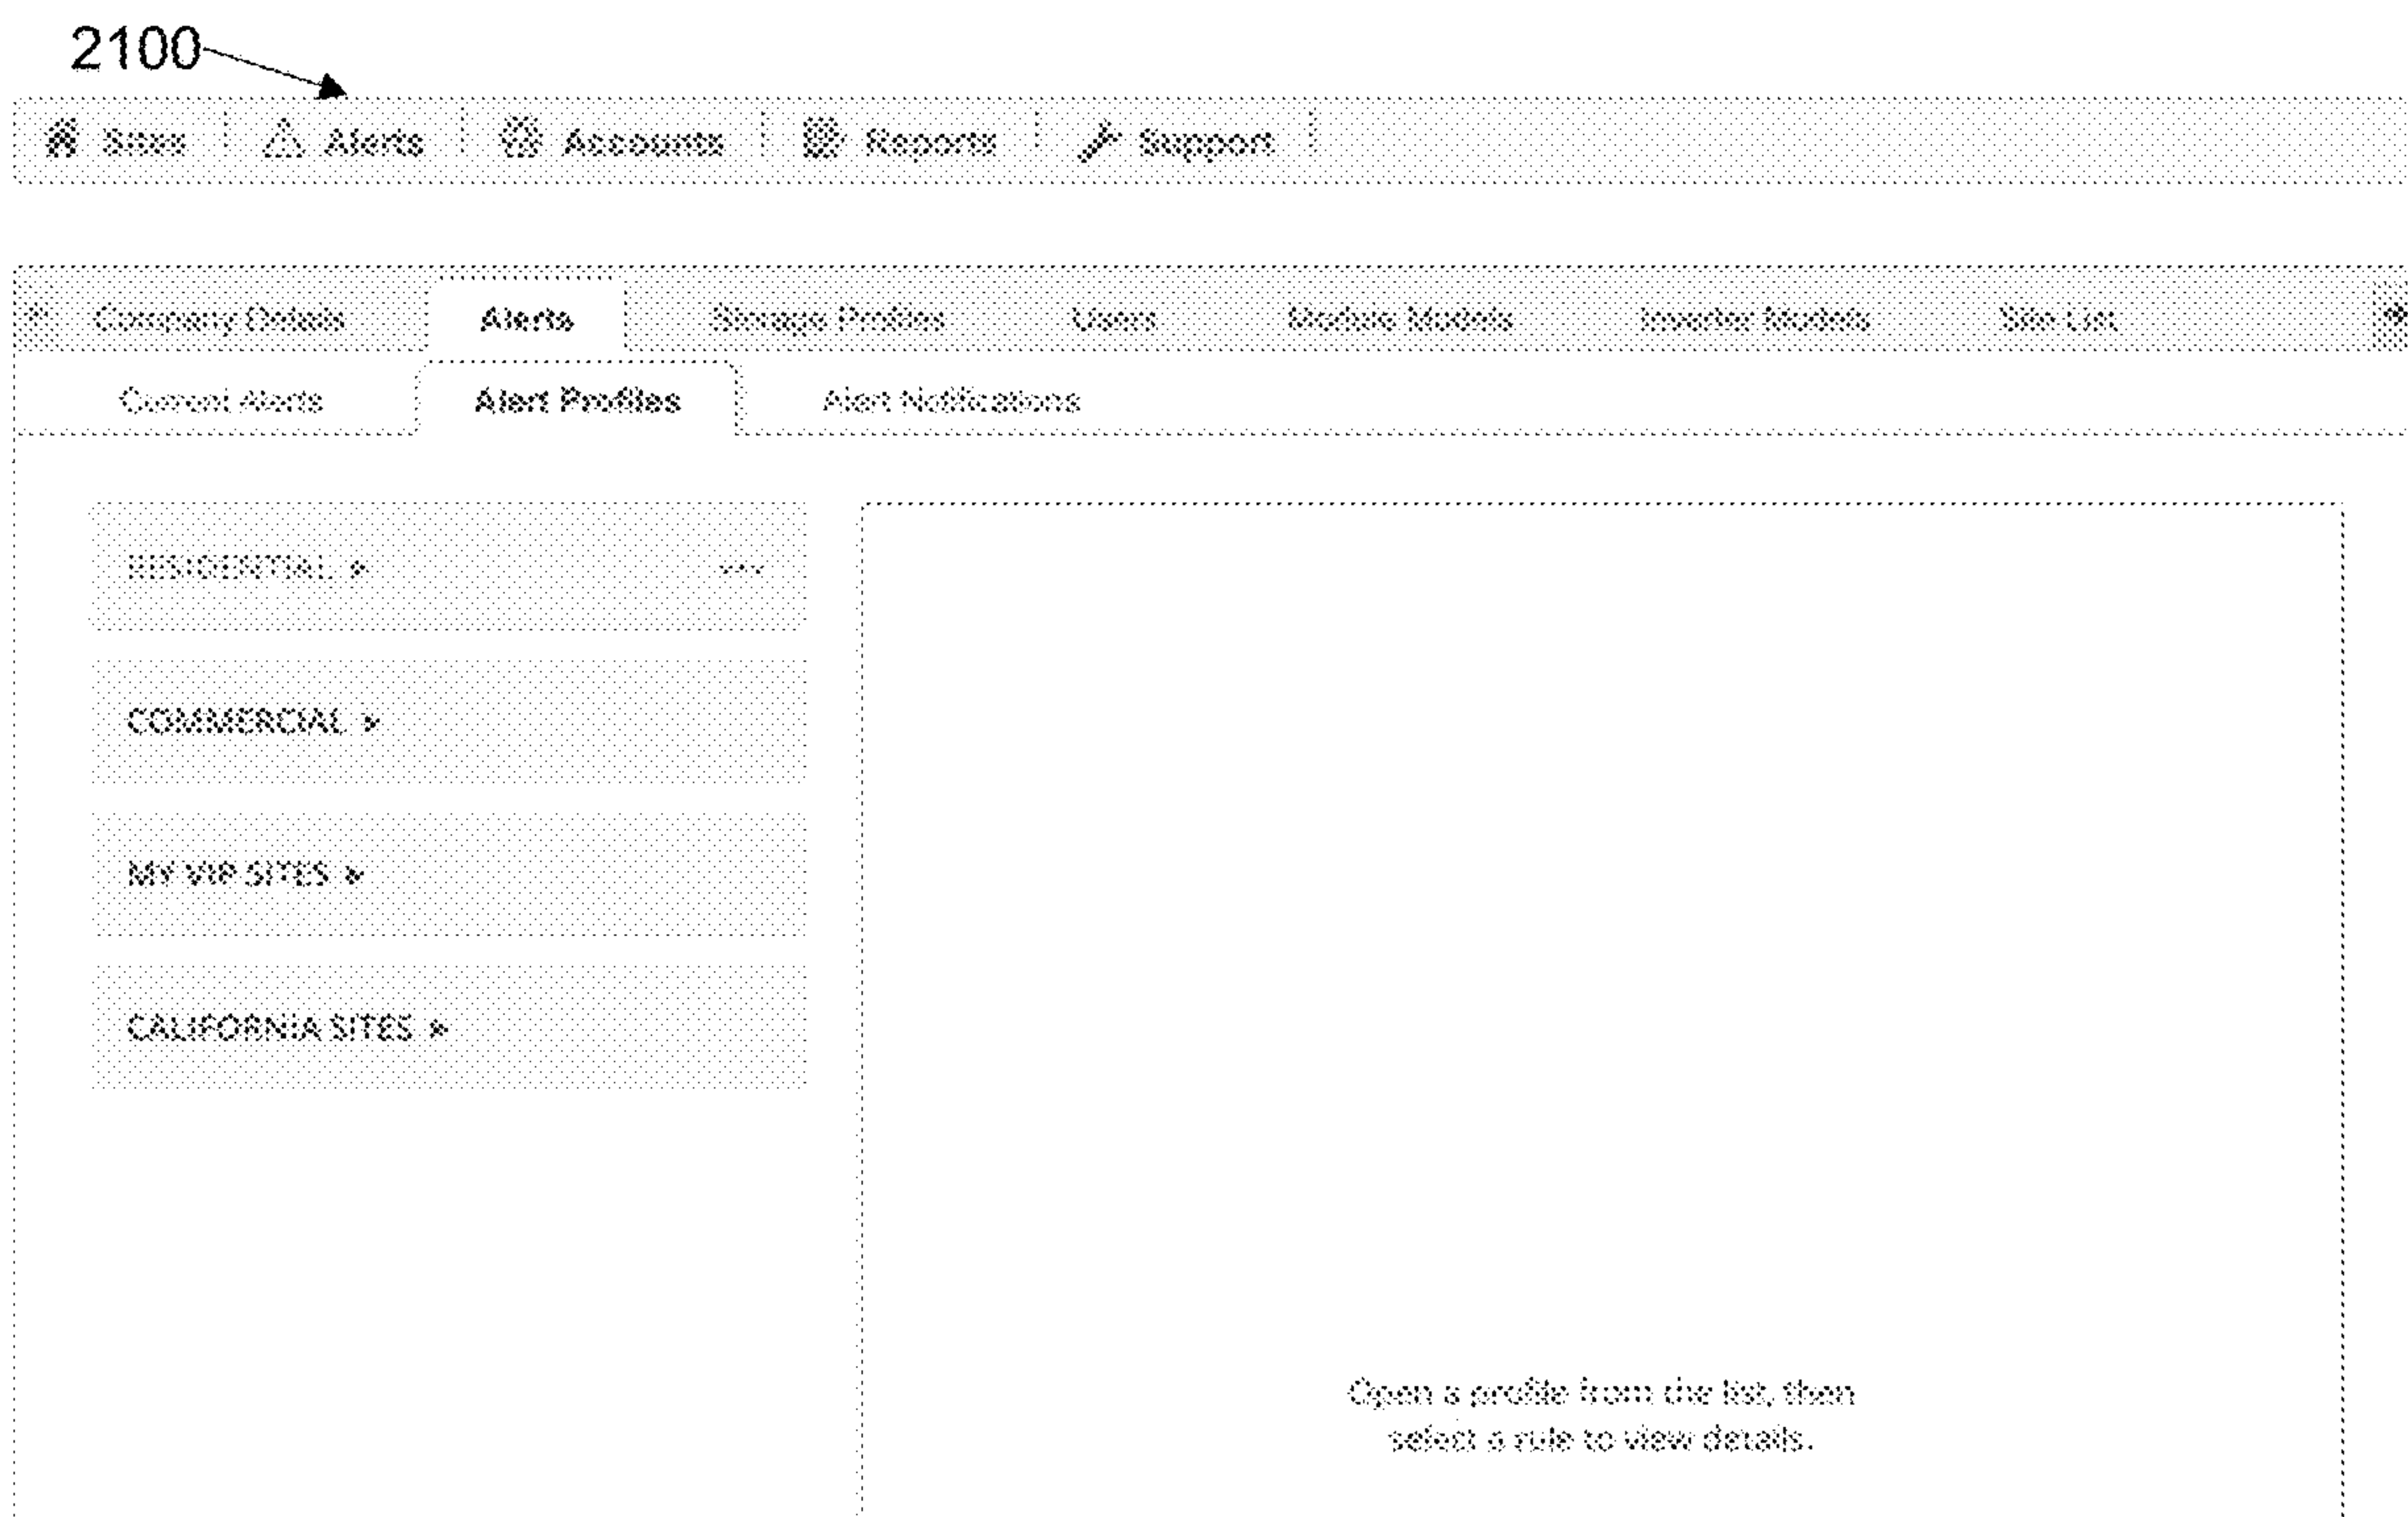 2100
Sites Alerts Accounts Reports Support
Company Details Alerts Storage Profiles Users Module Models Inverter Models Site List
Current Alerts Alert Profiles Alert Notifications
RESIDENTIAL
COMMERCIAL
MY VIP SITES
CALIFORNIA SITES
Open a profile from the list, then
select a rule to view details.